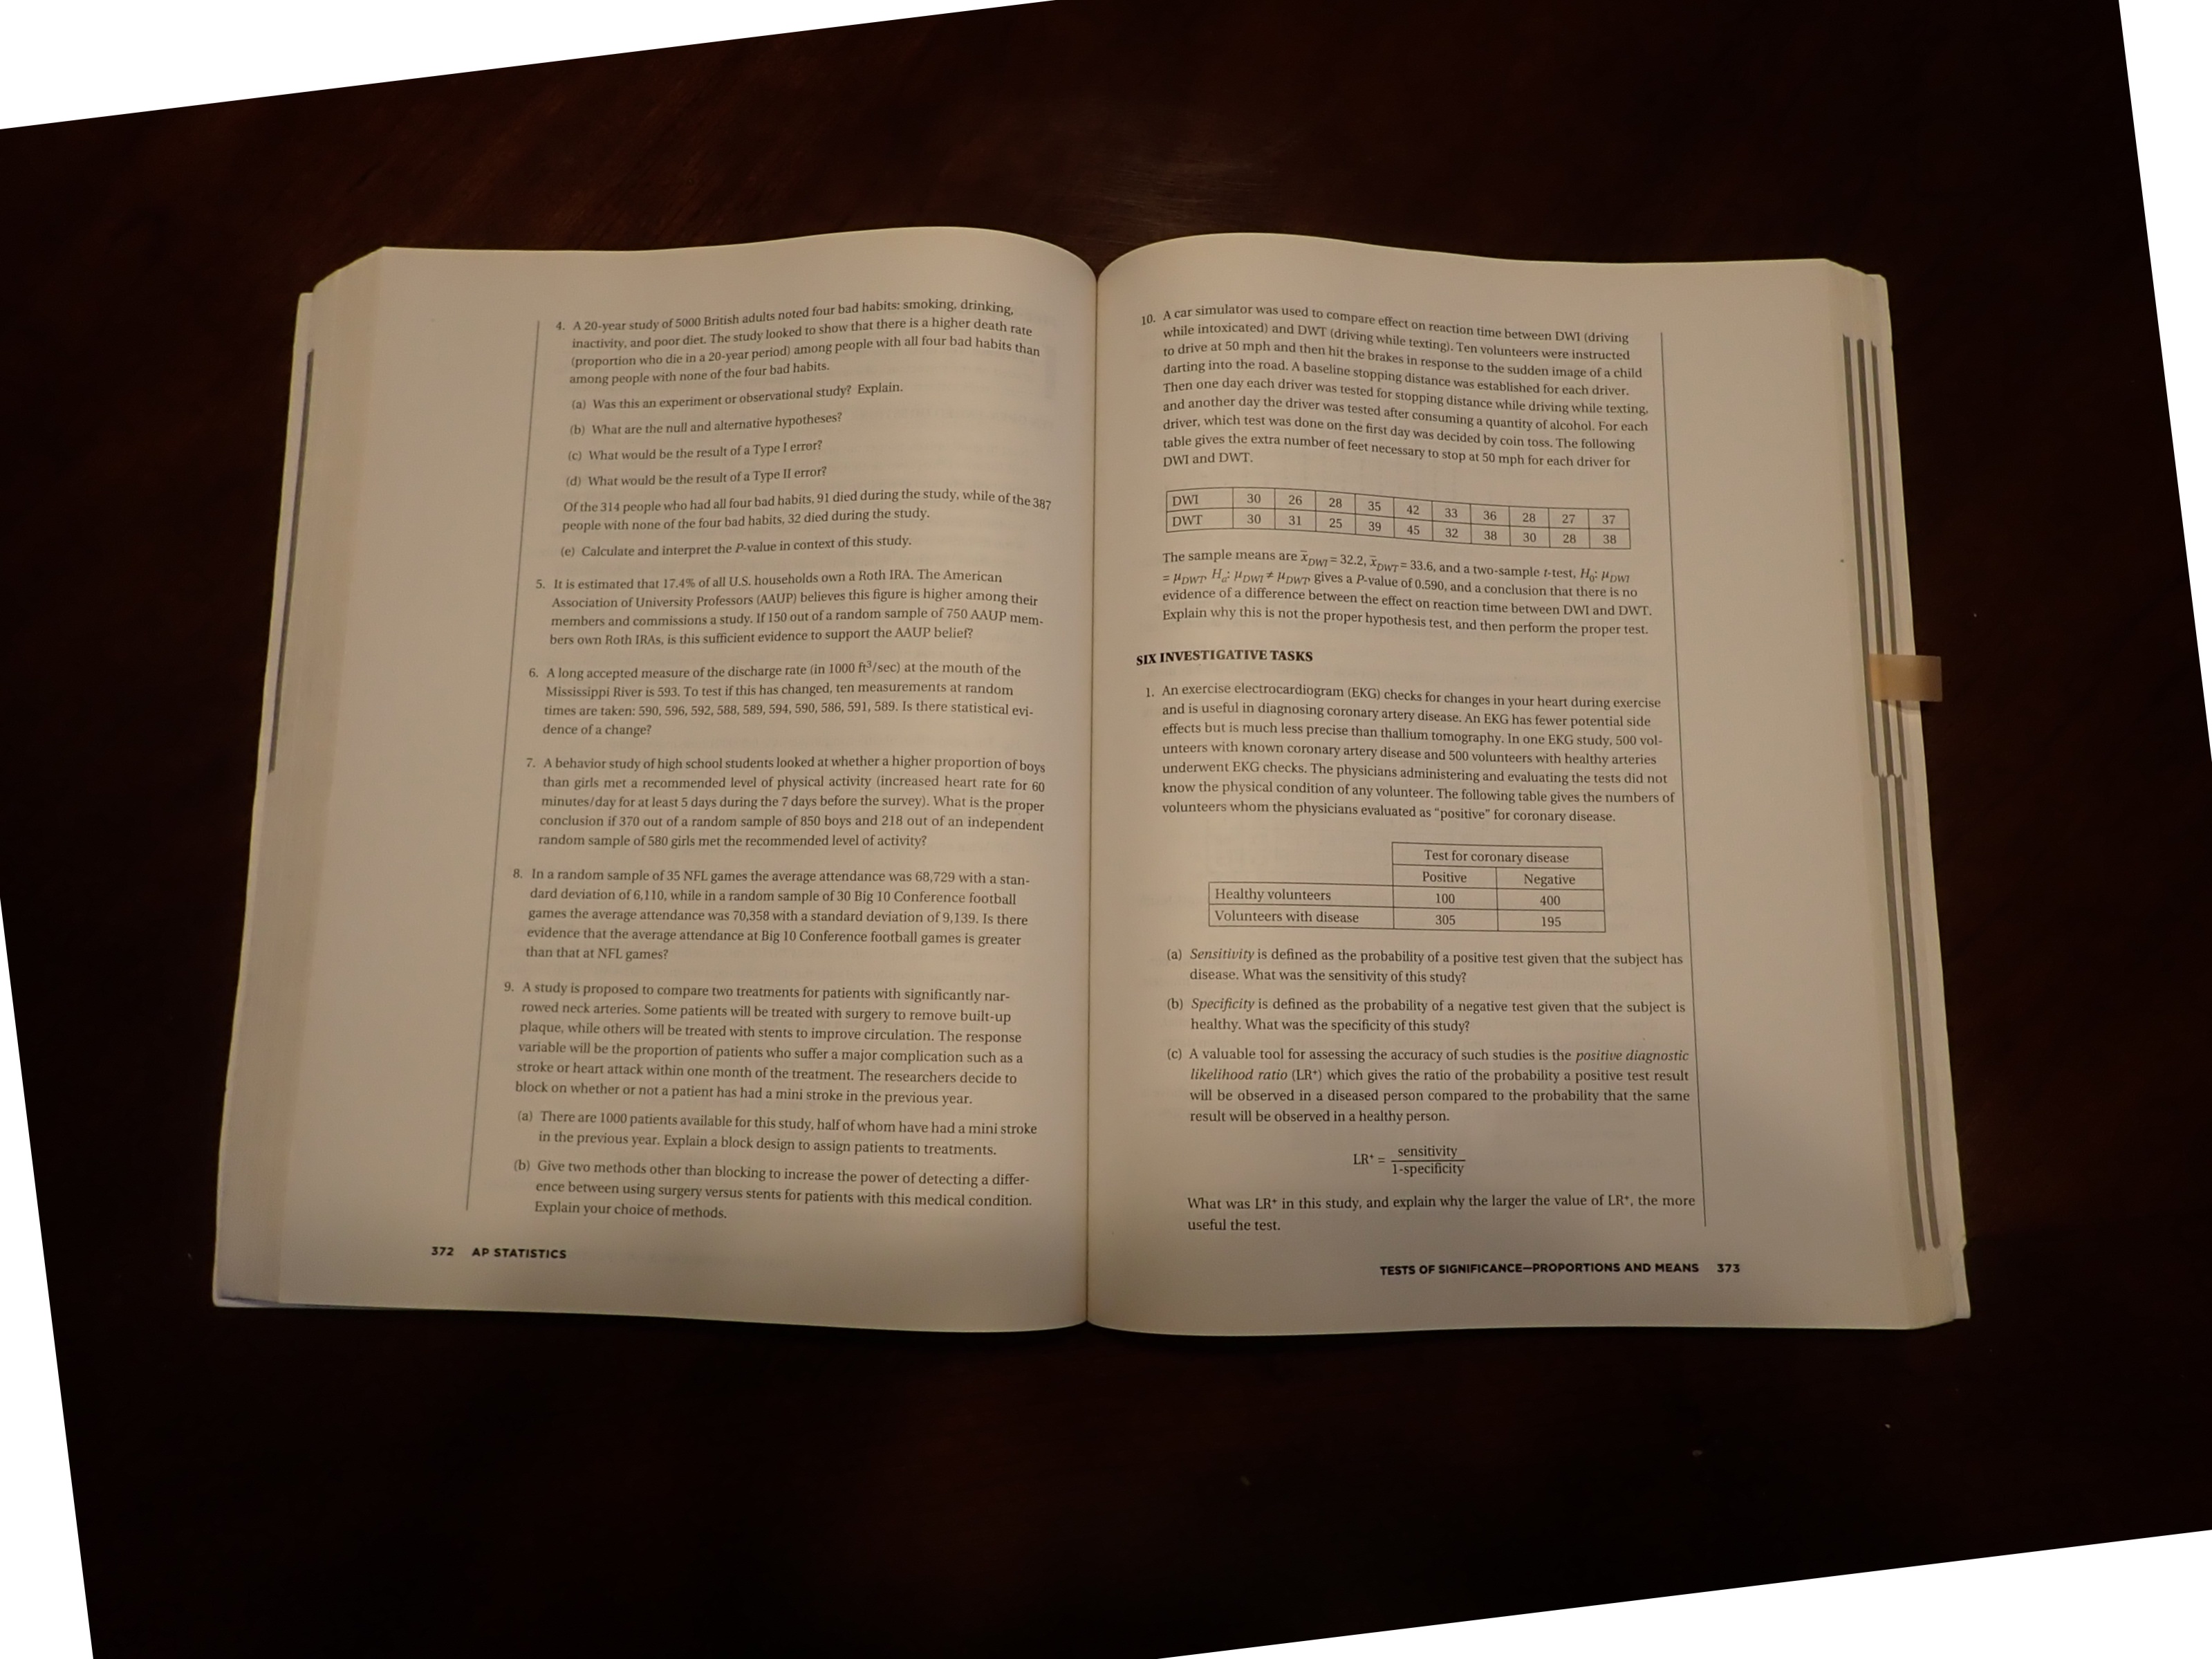 4. A 20-year study of 5000 British adults noted four bad habits: smoking, drinking,
inactivity, and poor diet. The study looked to show that there is a higher death rate
(proportion who die in a 20-year period) among people with all four bad habits than
among people with none of the four bad habits.
(a) Was this an experiment or observational study? Explain.
(b) What are the null and alternative hypotheses?
(c) What would be the result of a Type I error?
(d) What would be the result of a Type II error?
Of the 314 people who had all four bad habits, 91 died during the study, while of the 387
people with none of the four bad habits, 32 died during the study.
(e) Calculate and interpret the P-value in context of this study.
5. It is estimated that 17.4% of all U.S. households own a Roth IRA. The American
Association of University Professors (AAUP) believes this figure is higher among their
members and commissions a study. If 150 out of a random sample of 750 AAUP mem-
bers own Roth IRAs, is this sufficient evidence to support the AAUP belief?
6. A long accepted measure of the discharge rate (in 1000 ft³/sec) at the mouth of the
Mississippi River is 593. To test if this has changed, ten measurements at random
times are taken: 590, 596, 592, 588, 589, 594, 590, 586, 591, 589. Is there statistical evi-
dence of a change?
7. A behavior study of high school students looked at whether a higher proportion of boys
than girls met a recommended level of physical activity (increased heart rate for 60
minutes/day for at least 5 days during the 7 days before the survey). What is the proper
conclusion if 370 out of a random sample of 850 boys and 218 out of an independent
random sample of 580 girls met the recommended level of activity?
8. In a random sample of 35 NFL games the average attendance was 68,729 with a stan-
dard deviation of 6,110, while in a random sample of 30 Big 10 Conference football
games the average attendance was 70,358 with a standard deviation of 9,139. Is there
evidence that the average attendance at Big 10 Conference football games is greater
than that at NFL games?
9. A study is proposed to compare two treatments for patients with significantly nar-
rowed neck arteries. Some patients will be treated with surgery to remove built-up
plaque, while others will be treated with stents to improve circulation. The response
variable will be the proportion of patients who suffer a major complication such as a
stroke or heart attack within one month of the treatment. The researchers decide to
block on whether or not a patient has had a mini stroke in the previous year.
(a) There are 1000 patients available for this study, half of whom have had a mini stroke
in the previous year. Explain a block design to assign patients to treatments.
(b) Give two methods other than blocking to increase the power of detecting a differ-
ence between using surgery versus stents for patients with this medical condition.
Explain your choice of methods.
372 AP STATISTICS
10. A car simulator was used to compare effect on reaction time between DWI (driving
while intoxicated) and DWT (driving while texting). Ten volunteers were instructed
to drive at 50 mph and then hit the brakes in response to the sudden image of a child
darting into the road. A baseline stopping distance was established for each driver.
Then one day each driver was tested for stopping distance while driving while texting,
and another day the driver was tested after consuming a quantity of alcohol. For each
driver, which test was done on the first day was decided by coin toss. The following
table gives the extra number of feet necessary to stop at 50 mph for each driver for
DWI and DWT.
DWI 30 26 28 35 42 33 36 28 27 37
DWT 30 31 25 39 45 32 38 30 28 38
The sample means are x̄DWI = 32.2, x̄DWT = 33.6, and a two-sample t-test, H₀: μDWI
= μDWT, Hₐ: μDWI ≠ μDWT, gives a P-value of 0.590, and a conclusion that there is no
evidence of a difference between the effect on reaction time between DWI and DWT.
Explain why this is not the proper hypothesis test, and then perform the proper test.
SIX INVESTIGATIVE TASKS
1. An exercise electrocardiogram (EKG) checks for changes in your heart during exercise
and is useful in diagnosing coronary artery disease. An EKG has fewer potential side
effects but is much less precise than thallium tomography. In one EKG study, 500 vol-
unteers with known coronary artery disease and 500 volunteers with healthy arteries
underwent EKG checks. The physicians administering and evaluating the tests did not
know the physical condition of any volunteer. The following table gives the numbers of
volunteers whom the physicians evaluated as “positive” for coronary disease.
Test for coronary disease
Positive Negative
Healthy volunteers 100 400
Volunteers with disease 305 195
(a) Sensitivity is defined as the probability of a positive test given that the subject has
disease. What was the sensitivity of this study?
(b) Specificity is defined as the probability of a negative test given that the subject is
healthy. What was the specificity of this study?
(c) A valuable tool for assessing the accuracy of such studies is the positive diagnostic
likelihood ratio (LR⁺) which gives the ratio of the probability a positive test result
will be observed in a diseased person compared to the probability that the same
result will be observed in a healthy person.
LR⁺ = sensitivity
1-specificity
What was LR⁺ in this study, and explain why the larger the value of LR⁺, the more
useful the test.
TESTS OF SIGNIFICANCE—PROPORTIONS AND MEANS 373